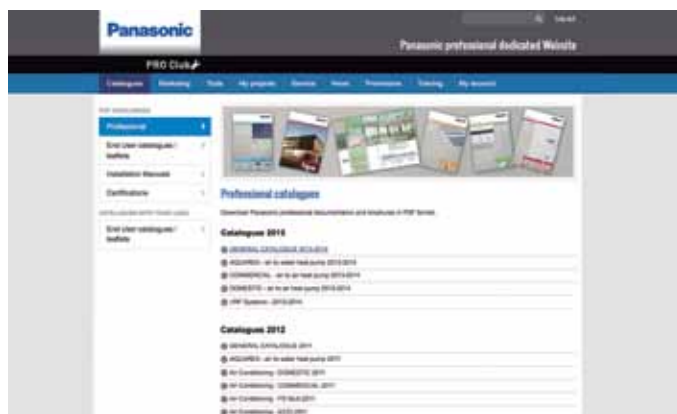 Panasonic
Panasonic professional dedicated Website
PRO Club
Catalogues Marketing Tools My projects Service News Promotions Training My account
Professional
End User catalogues /
leaflets
Installation Manuals
Certifications
End User catalogues /
leaflets
Professional catalogues
Download Panasonic professional documentation and brochures in PDF format.
Catalogues 2013
GENERAL CATALOGUE 2013-2014
AQUAREA - air to water heat pump 2013-2014
COMMERCIAL - air to air heat pump 2013-2014
DOMESTIC - air to air heat pump 2013-2014
VRF Systems - 2013-2014
Catalogues 2012
GENERAL CATALOGUE 2011
AQUAREA - air to water heat pump 2011
Air Conditioning - DOMESTIC 2011
Air Conditioning - COMMERCIAL 2011
Air Conditioning
Air Conditioning